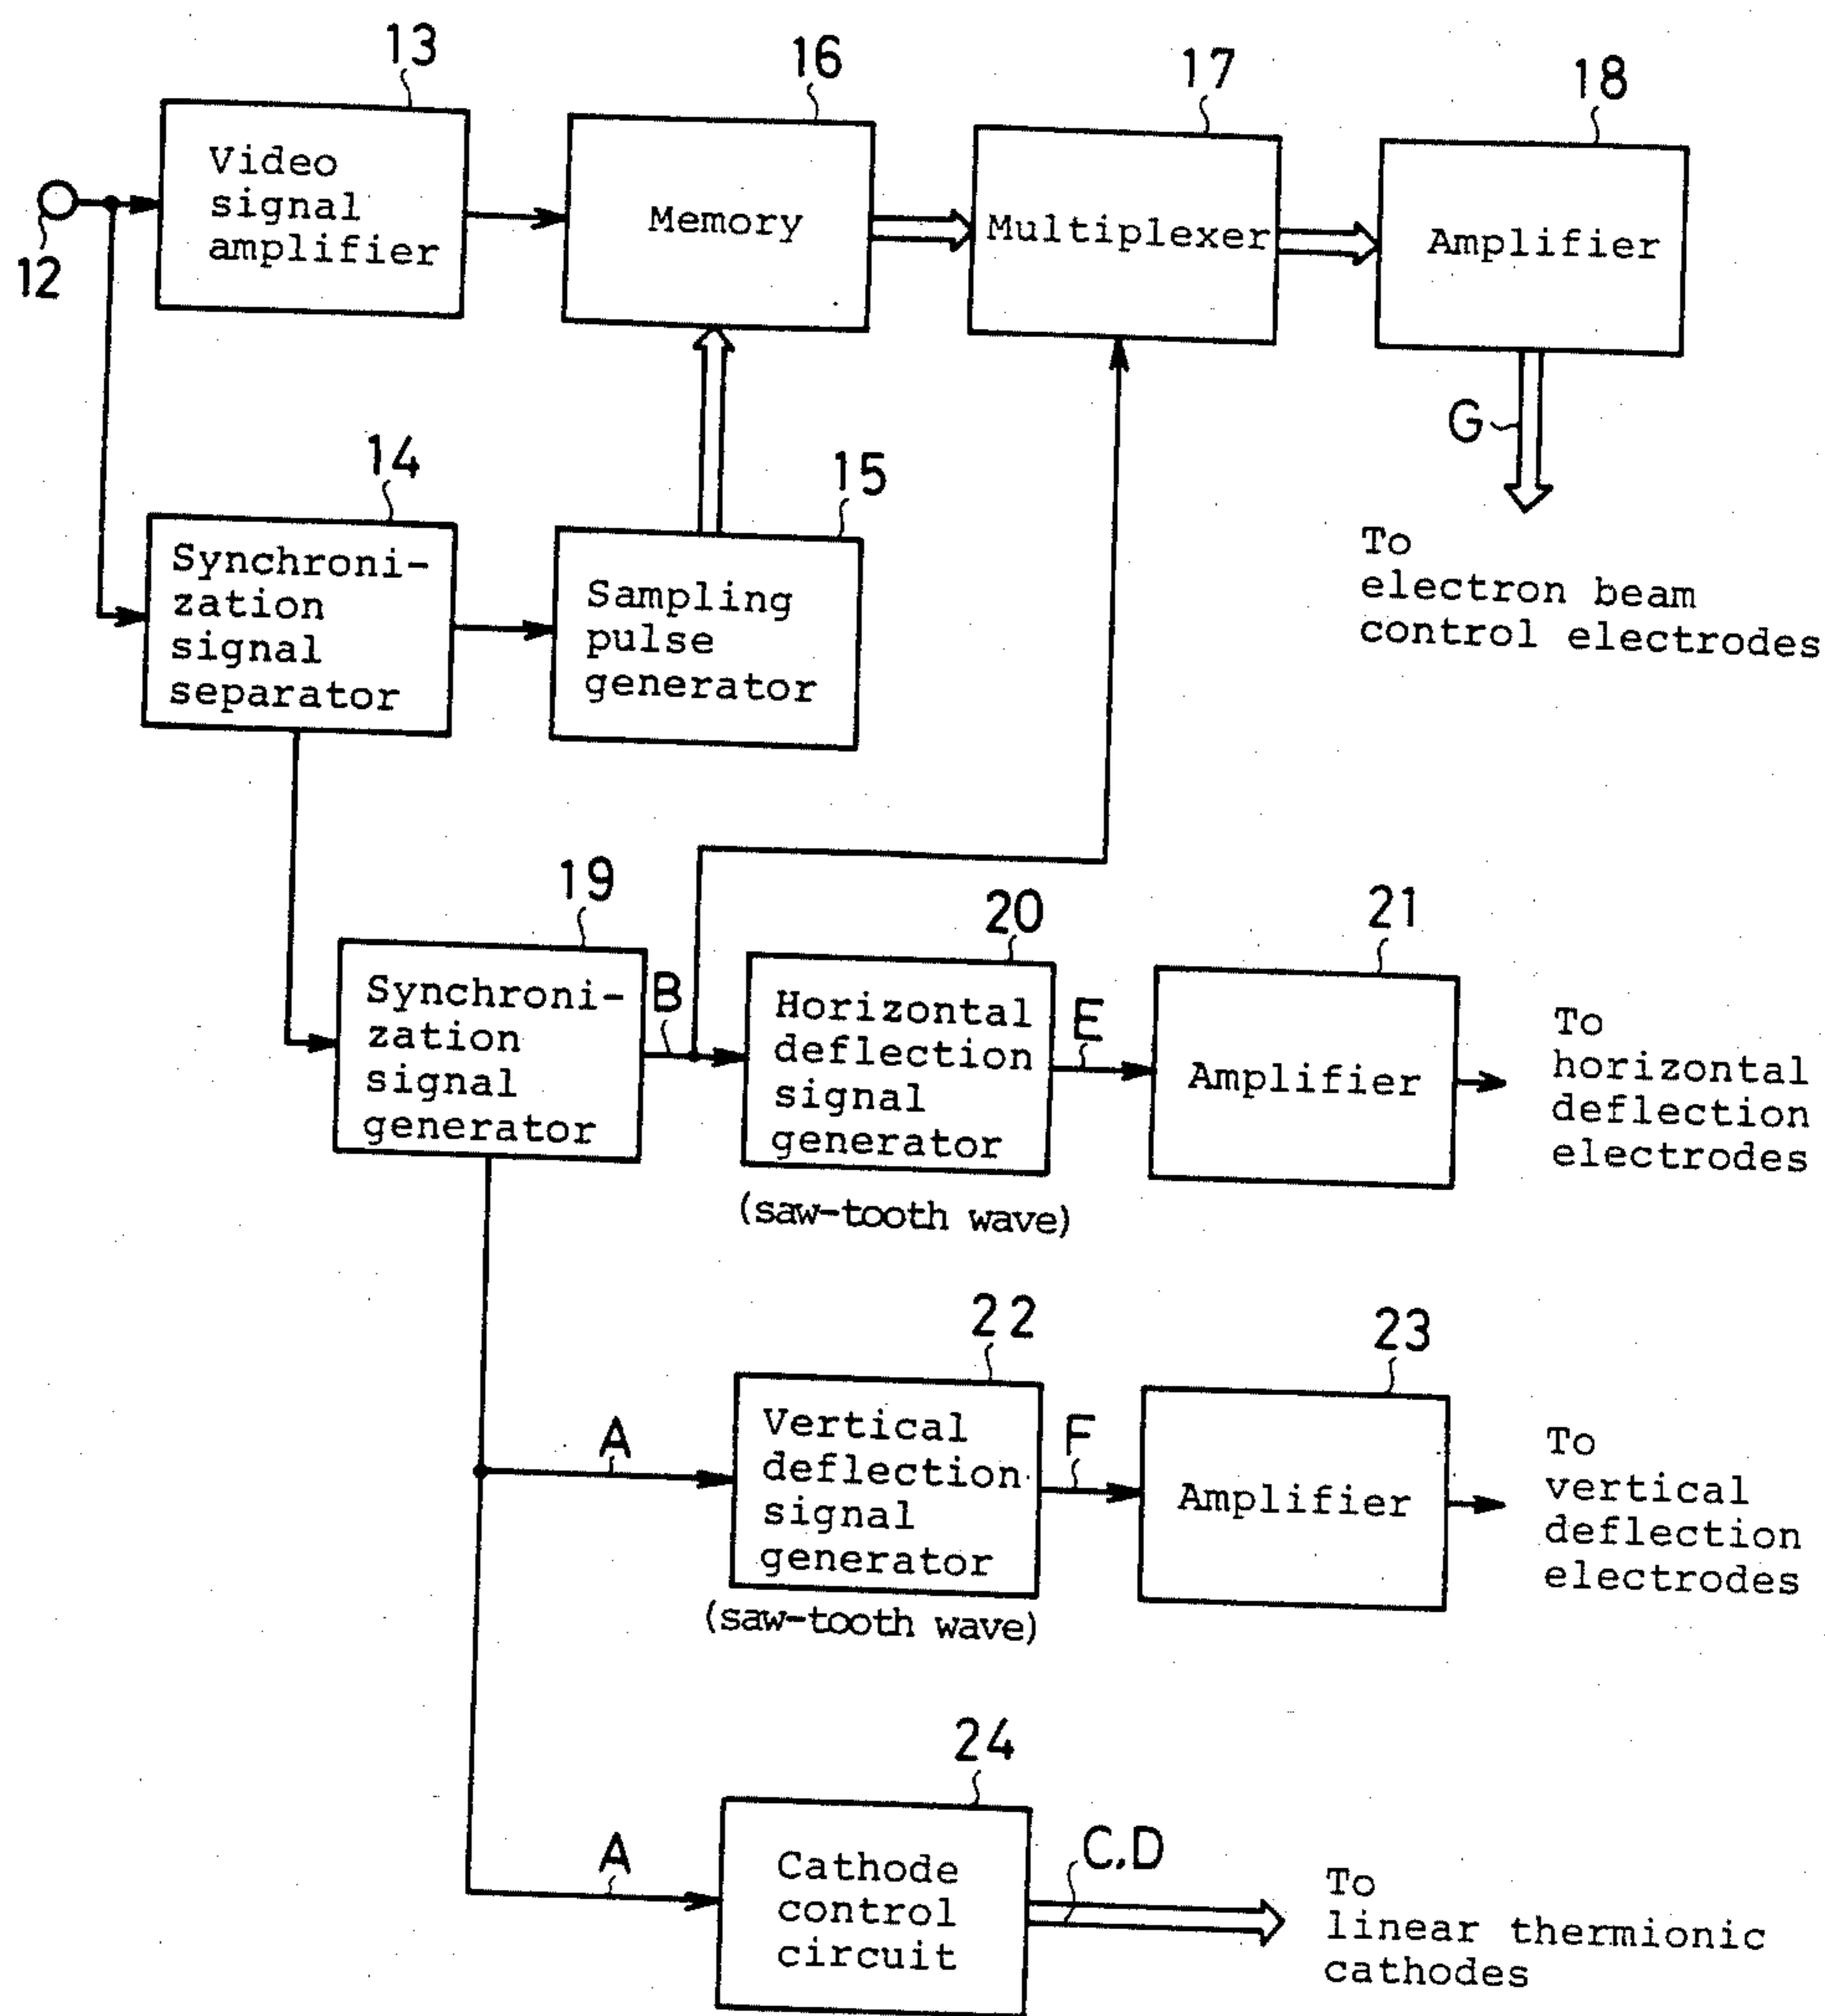 13
16
17
18
12
Video
signal
amplifier
Memory
Multiplexer
Amplifier
G
To
electron beam
control electrodes
14
15
Synchroni-
zation
signal
separator
Sampling
pulse
generator
19
20
21
Synchroni-
zation
signal
generator
B
Horizontal
deflection
signal
generator
(saw-tooth wave)
E
Amplifier
To
horizontal
deflection
electrodes
22
23
A
Vertical
deflection
signal
generator
(saw-tooth wave)
F
Amplifier
To
vertical
deflection
electrodes
24
A
Cathode
control
circuit
C,D
To
linear thermionic
cathodes